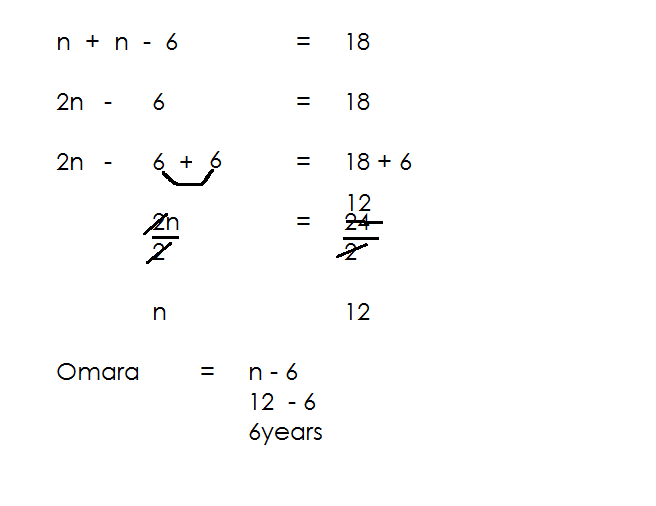 n + n - 6 = 18
2n - 6 = 18
2n - 6 + 6 = 18 + 6
12
2n = 24
2 2
n 12
Omara = n - 6
12 - 6
6years